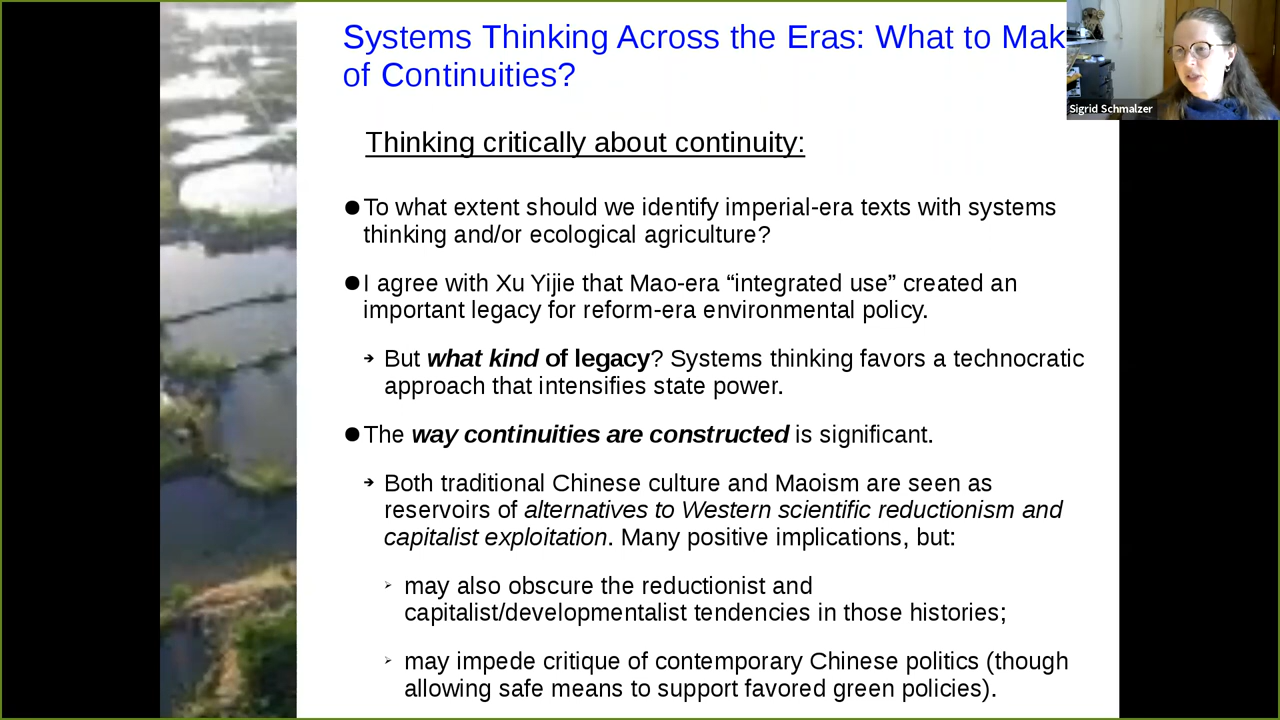 Systems Thinking Across the Eras: What to Mak
of Continuities?
Sigrid Schmalzer
Thinking critically about continuity:
●To what extent should we identify imperial-era texts with systems
thinking and/or ecological agriculture?
●I agree with Xu Yijie that Mao-era “integrated use” created an
important legacy for reform-era environmental policy.
➔ But what kind of legacy? Systems thinking favors a technocratic
approach that intensifies state power.
●The way continuities are constructed is significant.
➔ Both traditional Chinese culture and Maoism are seen as
reservoirs of alternatives to Western scientific reductionism and
capitalist exploitation. Many positive implications, but:
➢ may also obscure the reductionist and
capitalist/developmentalist tendencies in those histories;
➢ may impede critique of contemporary Chinese politics (though
allowing safe means to support favored green policies).